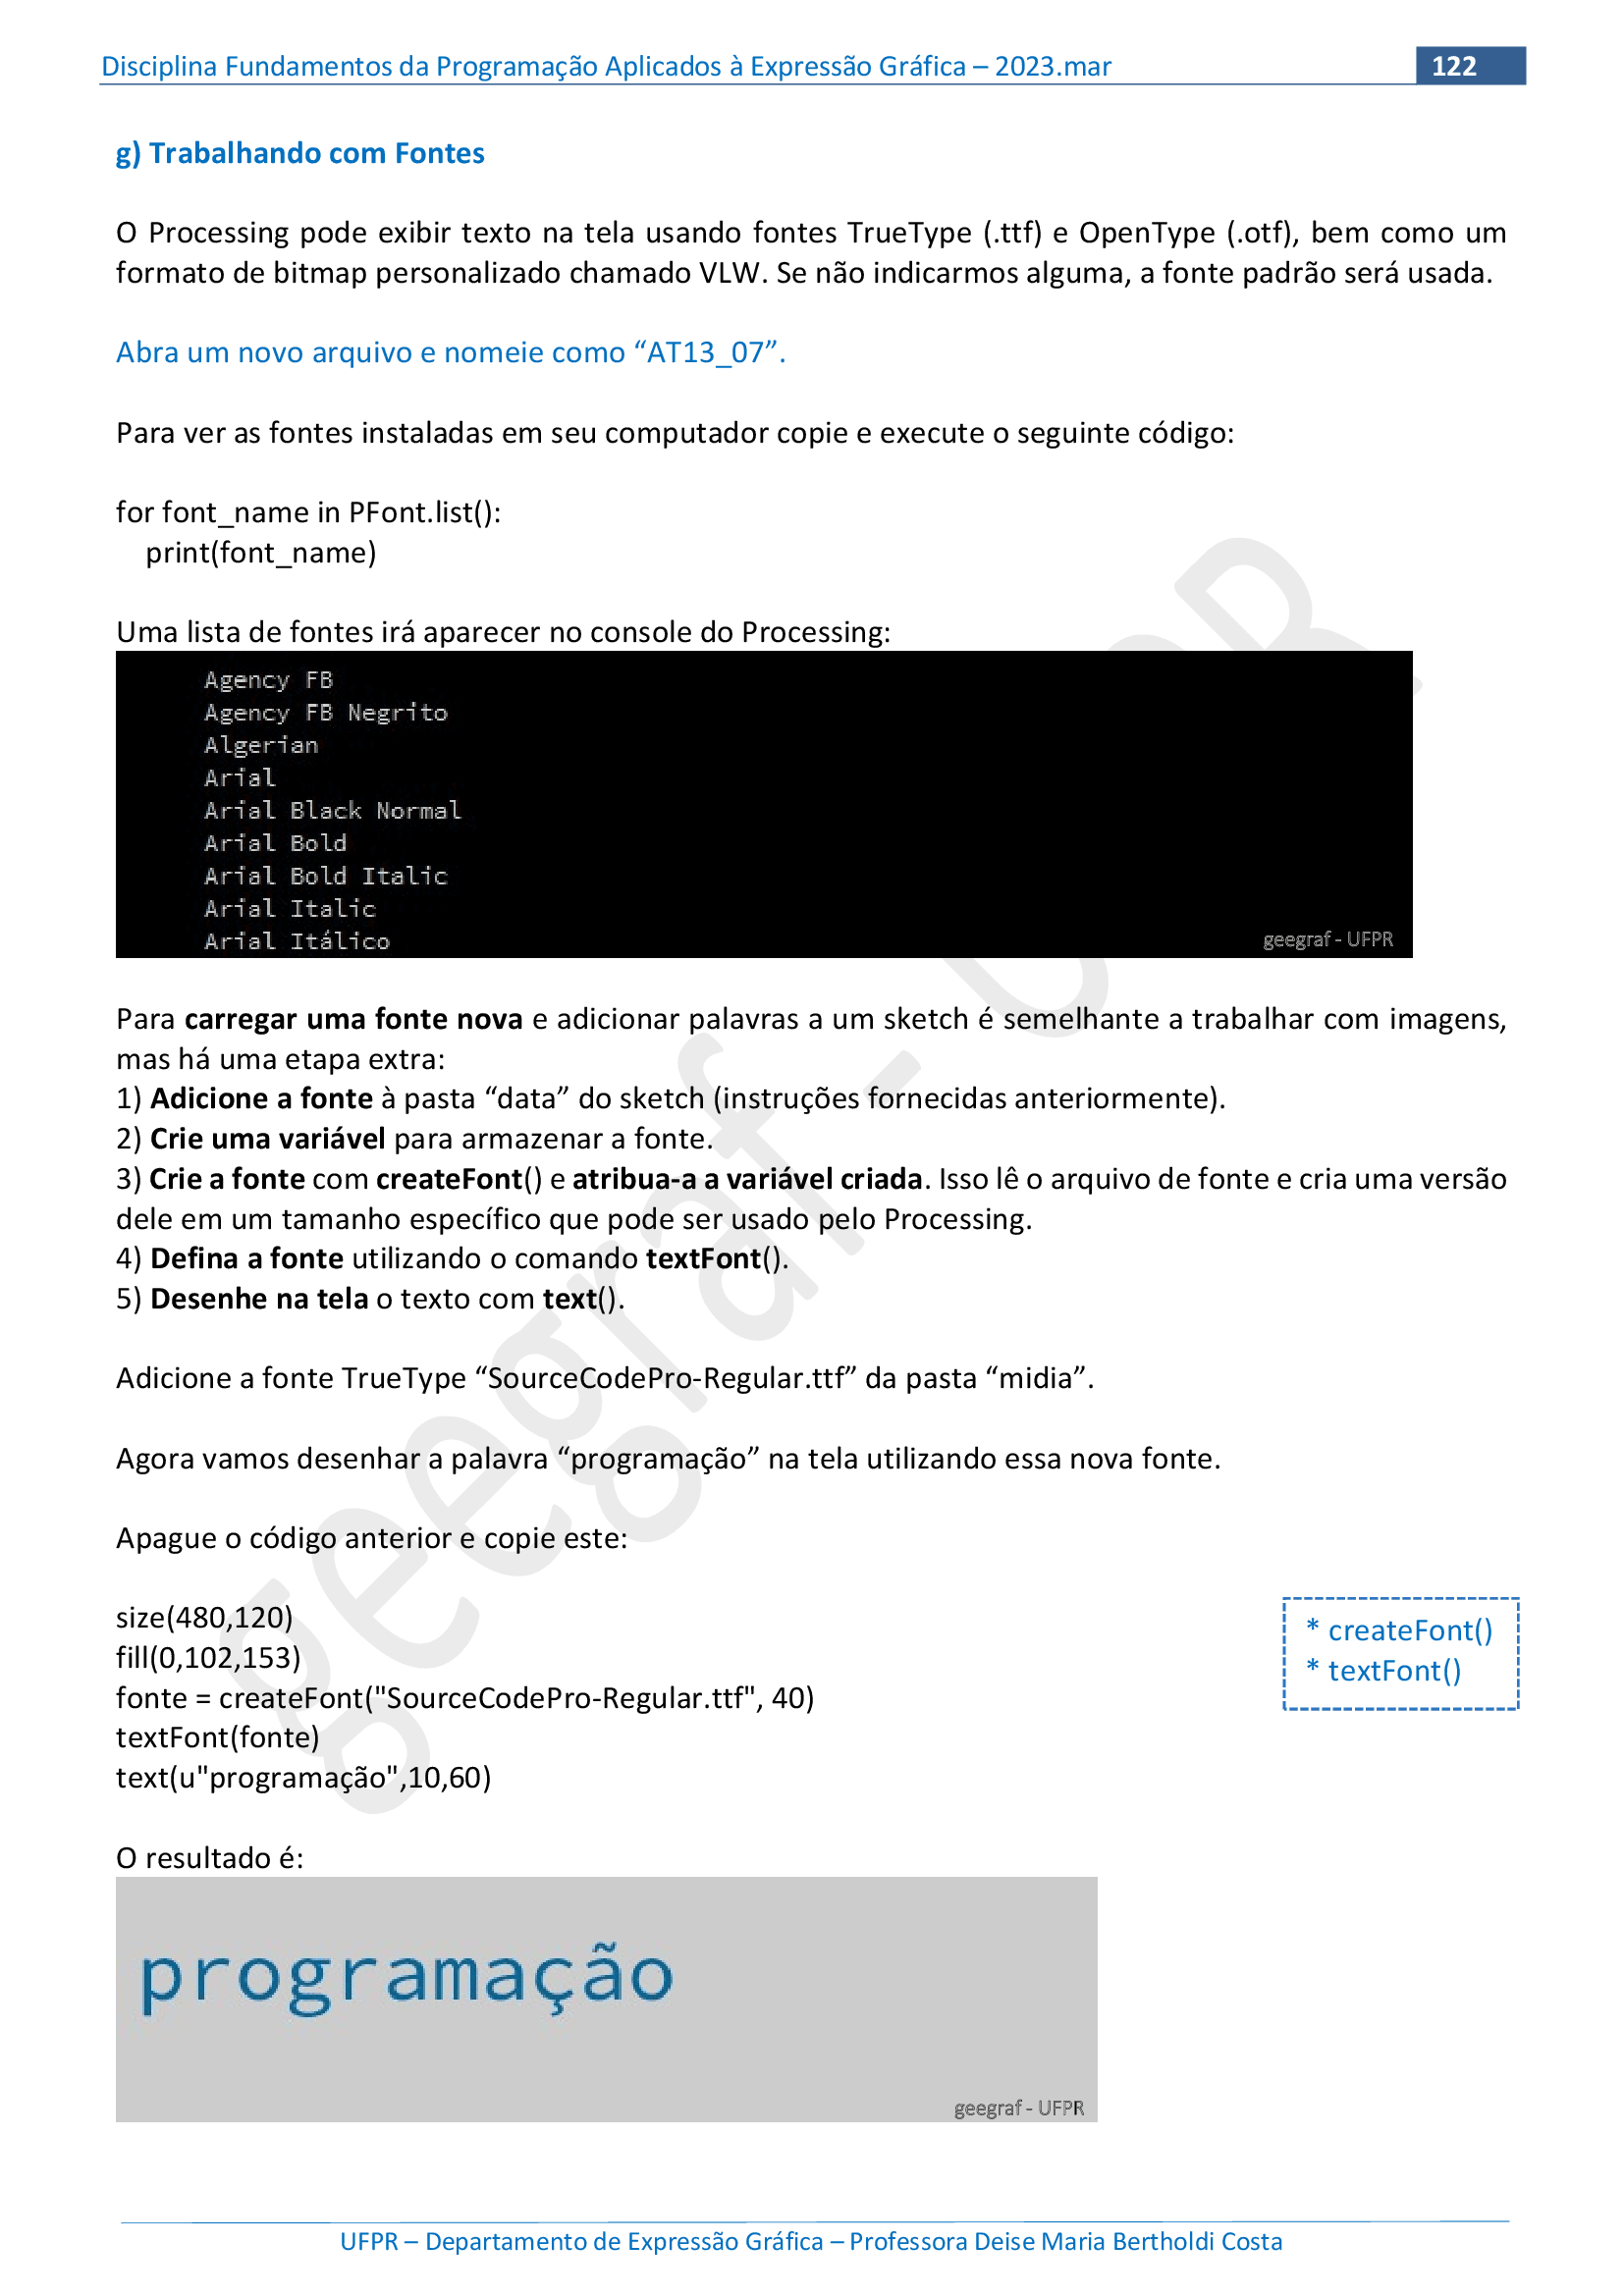 Disciplina Fundamentos da Programação Aplicados à Expressão Gráfica – 2023.mar
122
g) Trabalhando com Fontes
O Processing pode exibir texto na tela usando fontes TrueType (.ttf) e OpenType (.otf), bem como um
formato de bitmap personalizado chamado VLW. Se não indicarmos alguma, a fonte padrão será usada.
Abra um novo arquivo e nomeie como “AT13_07”.
Para ver as fontes instaladas em seu computador copie e execute o seguinte código:
for font_name in PFont.list():
print(font_name)
Uma lista de fontes irá aparecer no console do Processing:
Agency FB
Agency FB Negrito
Algerian
Arial
Arial Black Normal
Arial Bold
Arial Bold Italic
Arial Italic
Arial Itálico
geegraf - UFPR
Para carregar uma fonte nova e adicionar palavras a um sketch é semelhante a trabalhar com imagens,
mas há uma etapa extra:
1) Adicione a fonte à pasta “data” do sketch (instruções fornecidas anteriormente).
2) Crie uma variável para armazenar a fonte.
3) Crie a fonte com createFont() e atribua-a a variável criada. Isso lê o arquivo de fonte e cria uma versão
dele em um tamanho específico que pode ser usado pelo Processing.
4) Defina a fonte utilizando o comando textFont().
5) Desenhe na tela o texto com text().
Adicione a fonte TrueType “SourceCodePro-Regular.ttf” da pasta “midia”.
Agora vamos desenhar a palavra “programação” na tela utilizando essa nova fonte.
Apague o código anterior e copie este:
size(480,120)
fill(0,102,153)
fonte = createFont("SourceCodePro-Regular.ttf", 40)
textFont(fonte)
text(u"programação",10,60)
* createFont()
* textFont()
O resultado é:
programação
geegraf - UFPR
geegraf - UFPR
UFPR – Departamento de Expressão Gráfica – Professora Deise Maria Bertholdi Costa